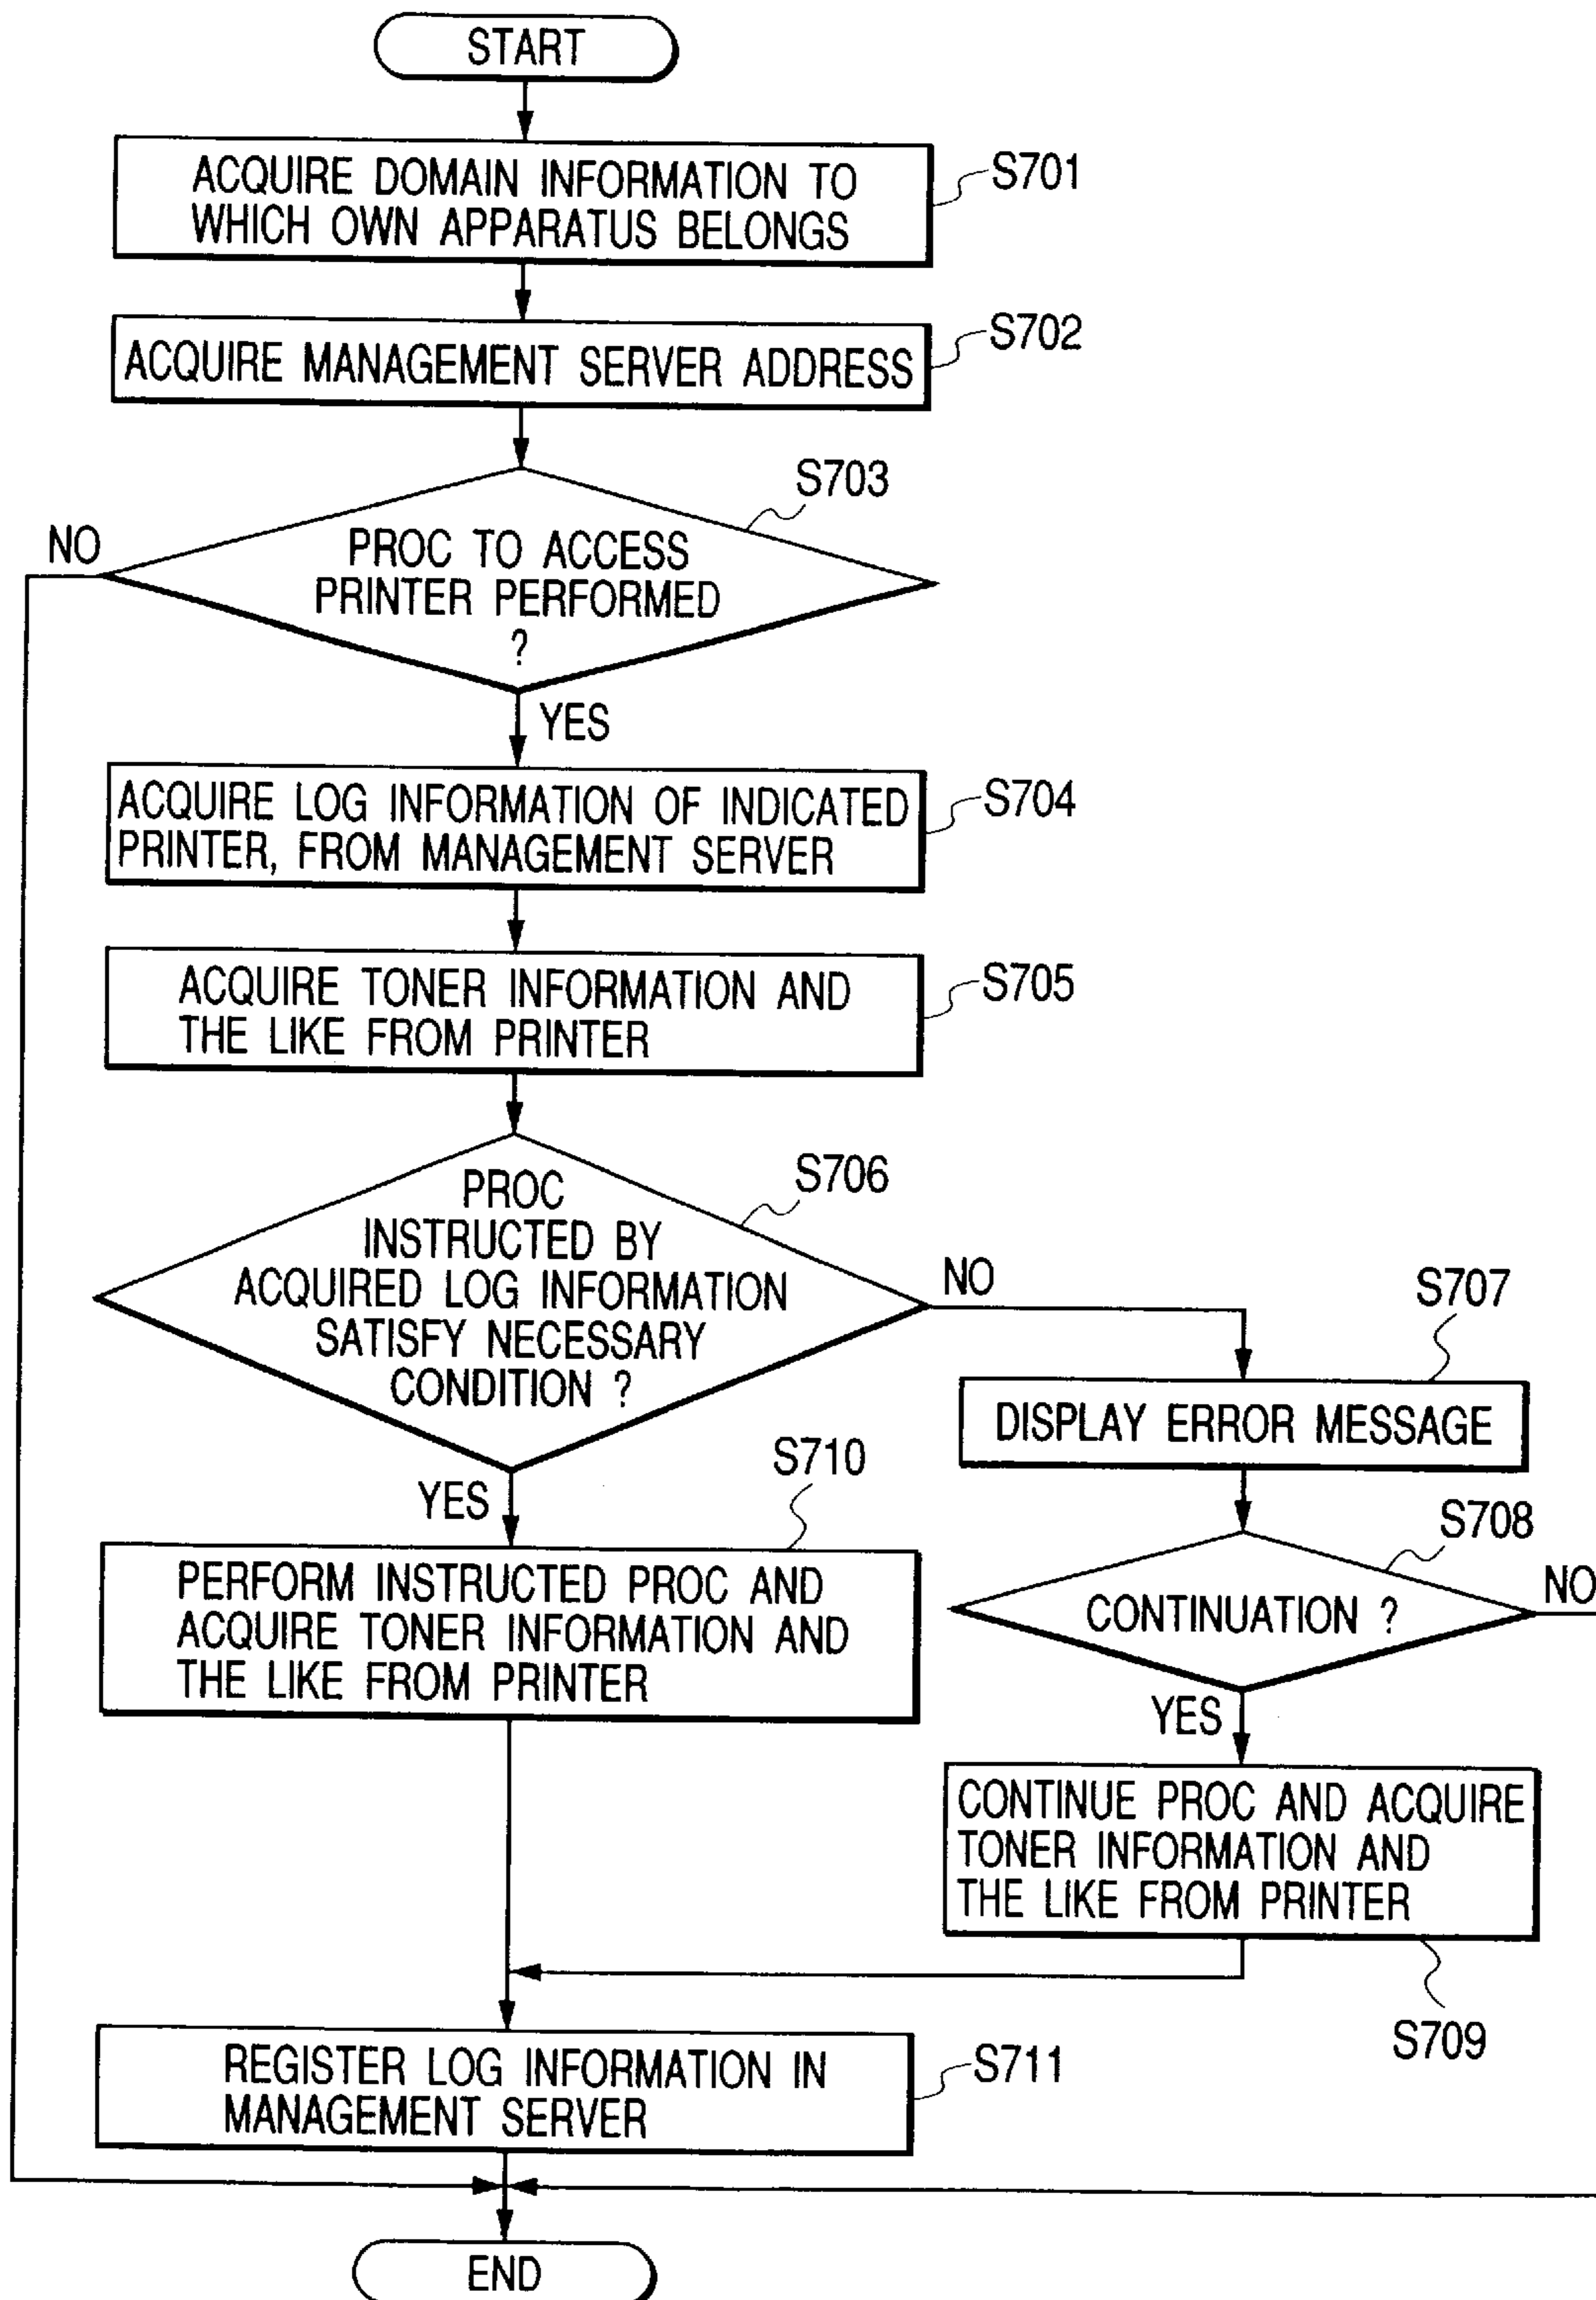 START
ACQUIRE DOMAIN INFORMATION TO
WHICH OWN APPARATUS BELONGS
S701
ACQUIRE MANAGEMENT SERVER ADDRESS
S702
S703
NO
PROC TO ACCESS
PRINTER PERFORMED
?
YES
ACQUIRE LOG INFORMATION OF INDICATED
PRINTER, FROM MANAGEMENT SERVER
S704
ACQUIRE TONER INFORMATION AND
THE LIKE FROM PRINTER
S705
S706
PROC
INSTRUCTED BY
ACQUIRED LOG INFORMATION
SATISFY NECESSARY
CONDITION ?
NO
S707
DISPLAY ERROR MESSAGE
S710
YES
S708
CONTINUATION ?
NO
PERFORM INSTRUCTED PROC AND
ACQUIRE TONER INFORMATION AND
THE LIKE FROM PRINTER
YES
CONTINUE PROC AND ACQUIRE
TONER INFORMATION AND
THE LIKE FROM PRINTER
S709
REGISTER LOG INFORMATION IN
MANAGEMENT SERVER
S711
END